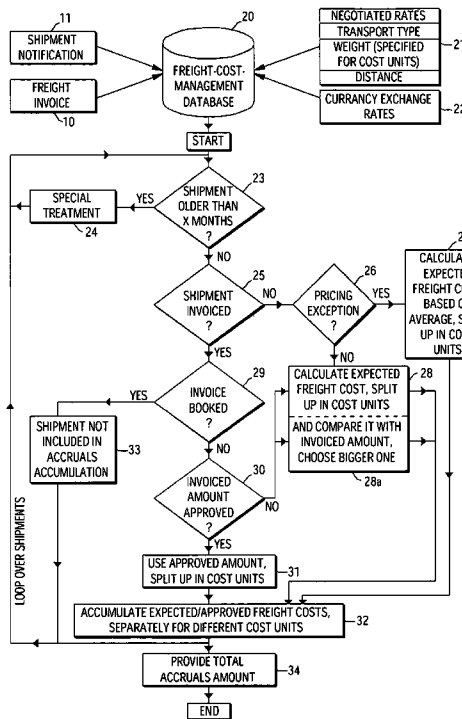 11
SHIPMENT
NOTIFICATION
FREIGHT
INVOICE
10
20
FREIGHT-COST-
MANAGEMENT
DATABASE
NEGOTIATED RATES
TRANSPORT TYPE
WEIGHT (SPECIFIED
FOR COST UNITS)
DISTANCE
21
CURRANCY EXCHANGE
RATES
22
START
23
SHIPMENT
OLDER THAN
X MONTHS
?
YES
SPECIAL
TREATMENT
24
NO
25
SHIPMENT
INVOICED
?
NO
26
PRICING
EXCEPTION
?
YES
EXPECTE
FREIGHT CO
BASED O
AVERAGE, S
UP IN CO
UNITS
YES
NO
29
INVOICE
BOOKED
?
YES
SHIPMENT NOT
INCLUDED IN
ACCRUALS
ACCUMULATION
33
CALCULATE EXPECTED
FREIGHT COST, SPLIT
UP IN COST UNITS
28
AND COMPARE IT WITH
INVOICED AMOUNT,
CHOOSE BIGGER ONE
28a
NO
30
INVOICED
AMOUNT
APPROVED
?
NO
YES
LOOP OVER SHIPMENTS
USE APPROVED AMOUNT,
SPLIT UP IN COST UNITS
31
ACCUMULATE EXPECTED/APPROVED FREIGHT COSTS,
SEPARATELY FOR DIFFERENT COST UNITS
32
PROVIDE TOTAL
ACCRUALS AMOUNT
34
END